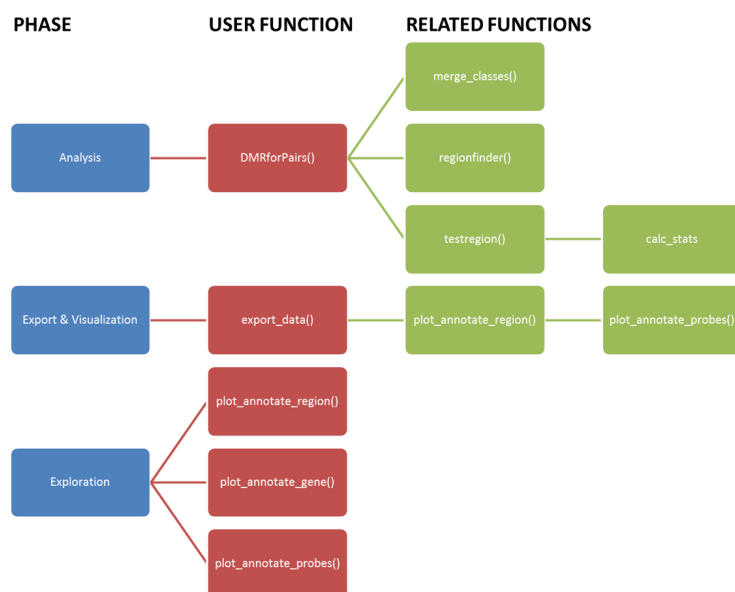 PHASE USER FUNCTION RELATED FUNCTIONS
merge_classes()
Analysis DMRforPairs() regionfinder()
testregion() calc_stats
Export & Visualization export_data() plot_annotate_region() plot_annotate_probes()
plot_annotate_region()
Exploration plot_annotate_gene()
plot_annotate_probes()